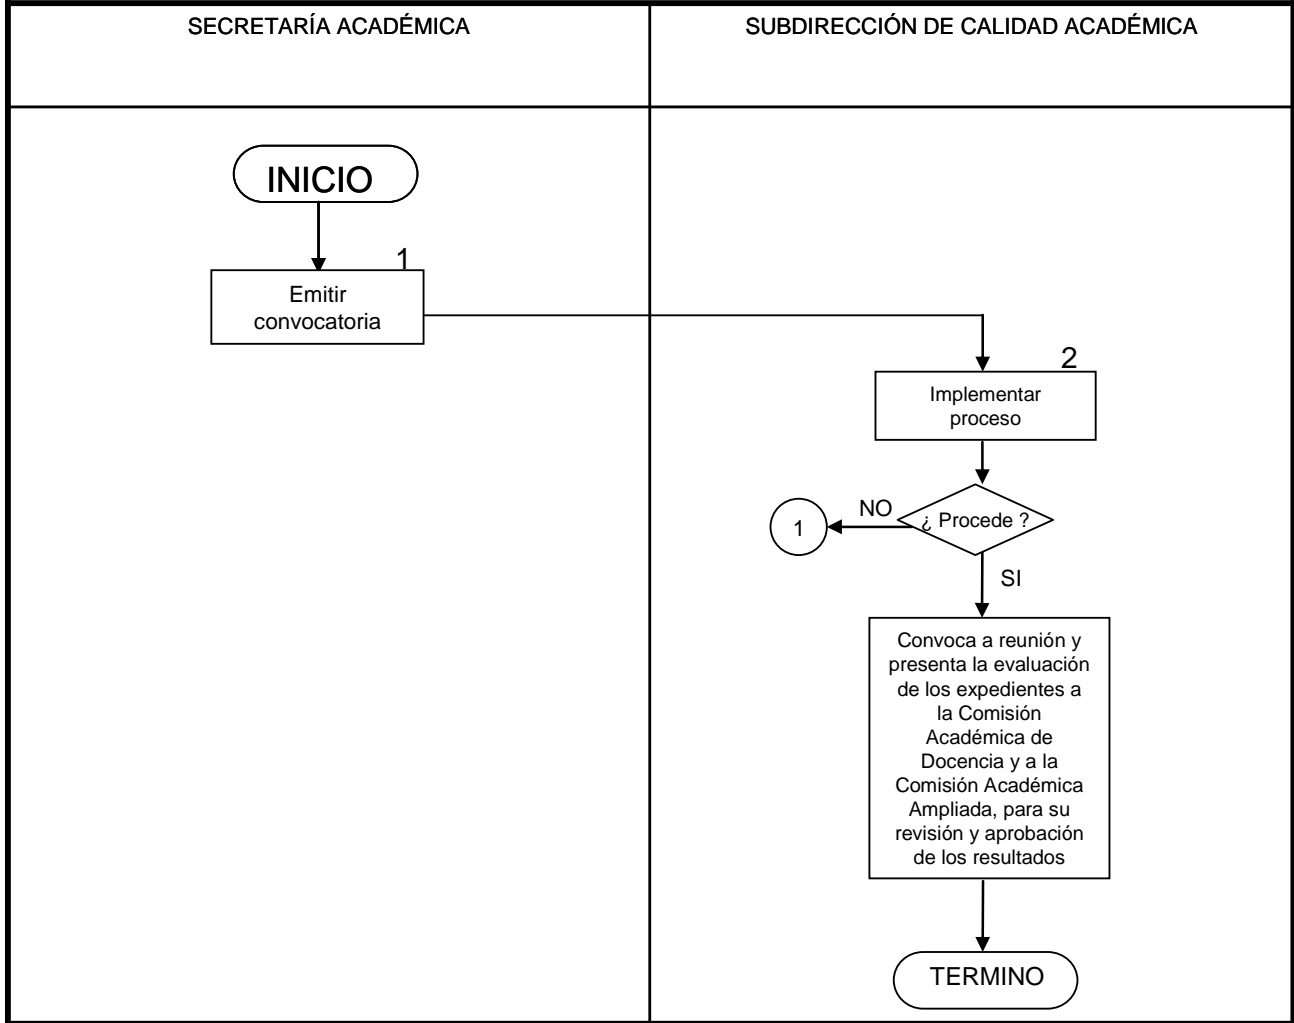 SECRETARÍA ACADÉMICA
SUBDIRECCIÓN DE CALIDAD ACADÉMICA
INICIO
1
Emitir
convocatoria
2
Implementar
proceso
¿ Procede ?
NO
1
SI
Convoca a reunión y
presenta la evaluación
de los expedientes a
la Comisión
Académica de
Docencia y a la
Comisión Académica
Ampliada, para su
revisión y aprobación
de los resultados
TERMINO